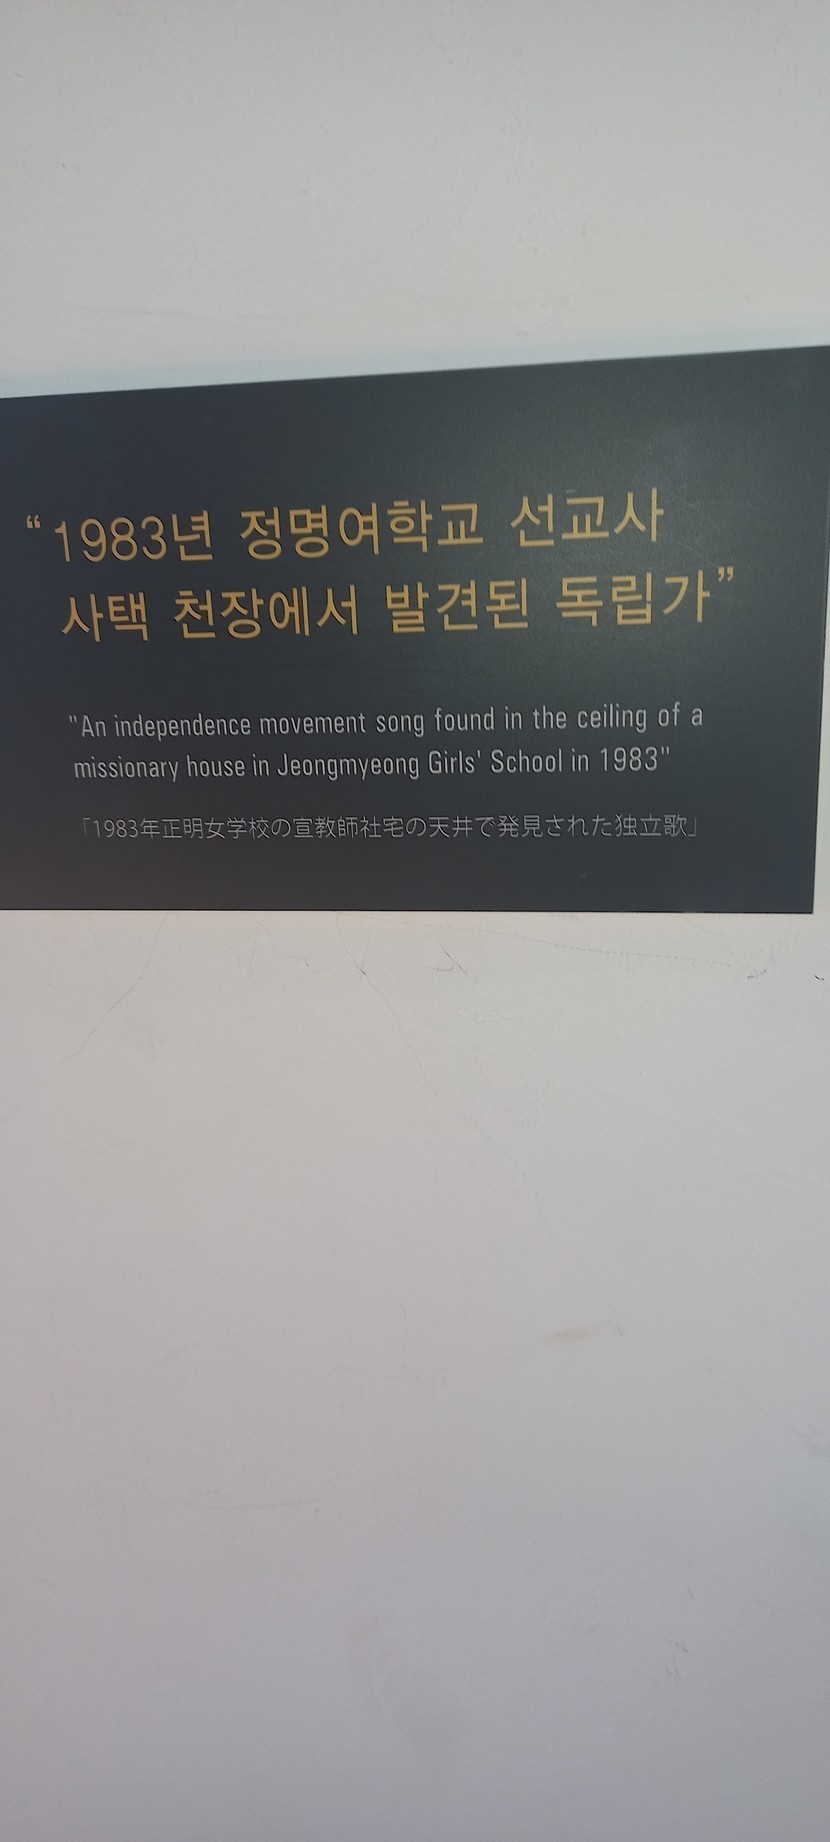 “1983년 정명여학교 선교사
사택 천장에서 발견된 독립가”
"An independence movement song found in the ceiling of a
missionary house in Jeongmyeong Girls' School in 1983"
「1983年正明女学校の宣教師社宅の天井で発見された独立歌」